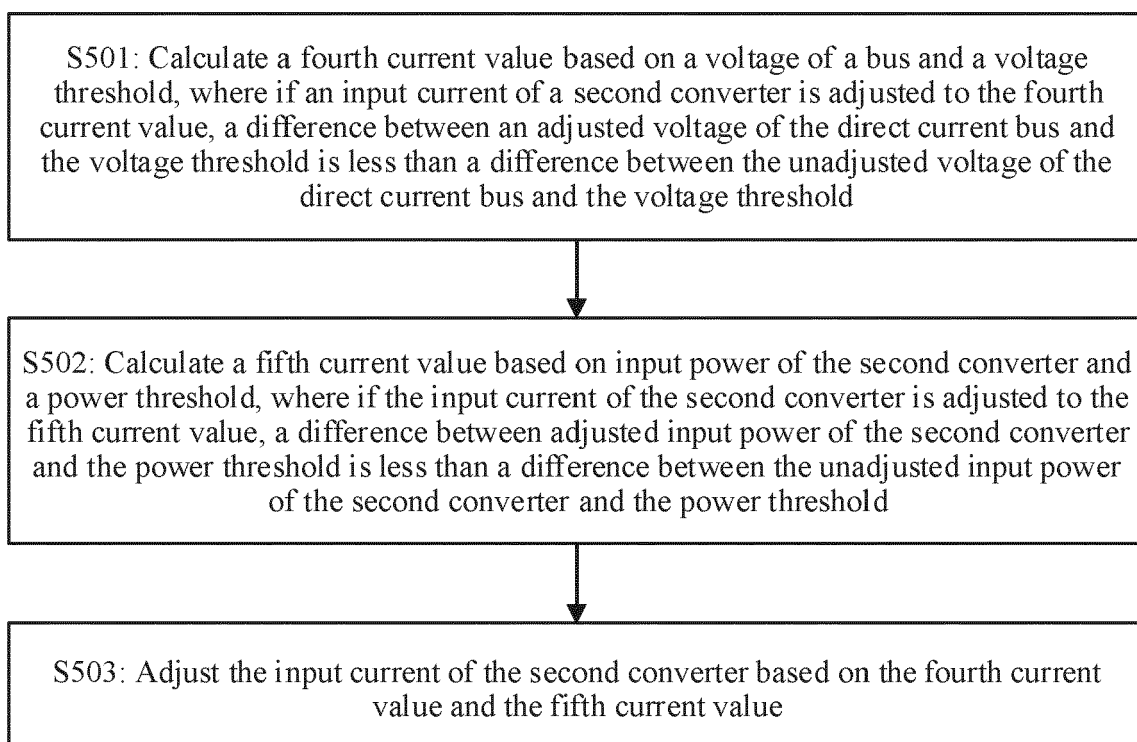 S501: Calculate a fourth current value based on a voltage of a bus and a voltage
threshold, where if an input current of a second converter is adjusted to the fourth
current value, a difference between an adjusted voltage of the direct current bus and
the voltage threshold is less than a difference between the unadjusted voltage of the
direct current bus and the voltage threshold
S502: Calculate a fifth current value based on input power of the second converter and
a power threshold, where if the input current of the second converter is adjusted to the
fifth current value, a difference between adjusted input power of the second converter
and the power threshold is less than a difference between the unadjusted input power
of the second converter and the power threshold
S503: Adjust the input current of the second converter based on the fourth current
value and the fifth current value